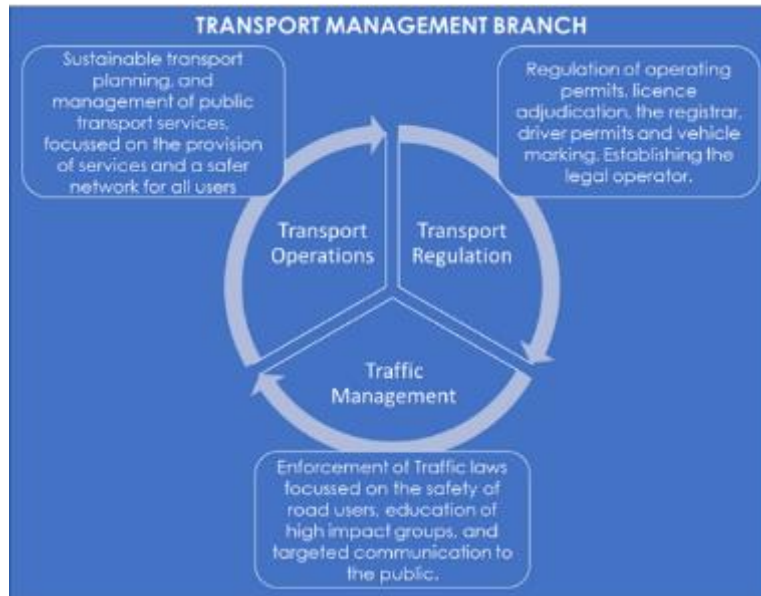 TRANSPORT MANAGEMENT BRANCH
Sustainable transport
planning, and
management of public
transport services,
focussed on the provision
of services and a safer
network for all users
Regulation of operating
permits, licence
adjudication, the registrar,
driver permits and vehicle
marking. Establishing the
legal operator.
Transport
Operations
Transport
Regulation
Traffic
Management
Enforcement of Traffic laws
focussed on the safety of
road users, education of
high impact groups, and
targeted communication to
the public.